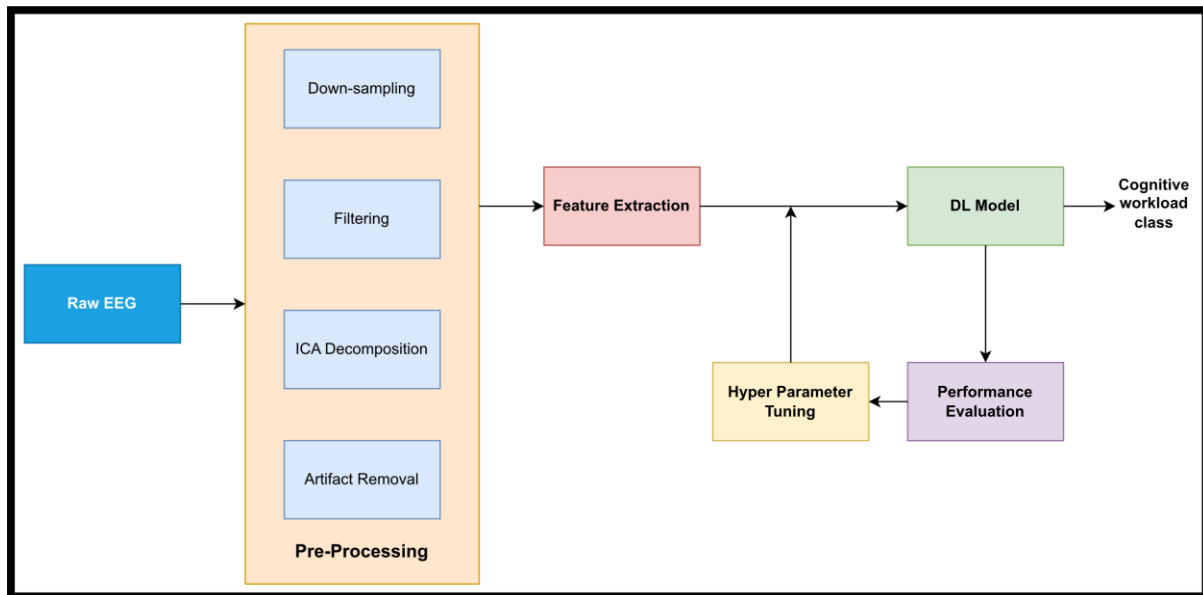 Raw EEG
Down-sampling
Filtering
ICA Decomposition
Artifact Removal
Pre-Processing
Feature Extraction
DL Model
Cognitive
workload
class
Performance
Evaluation
Hyper Parameter
Tuning